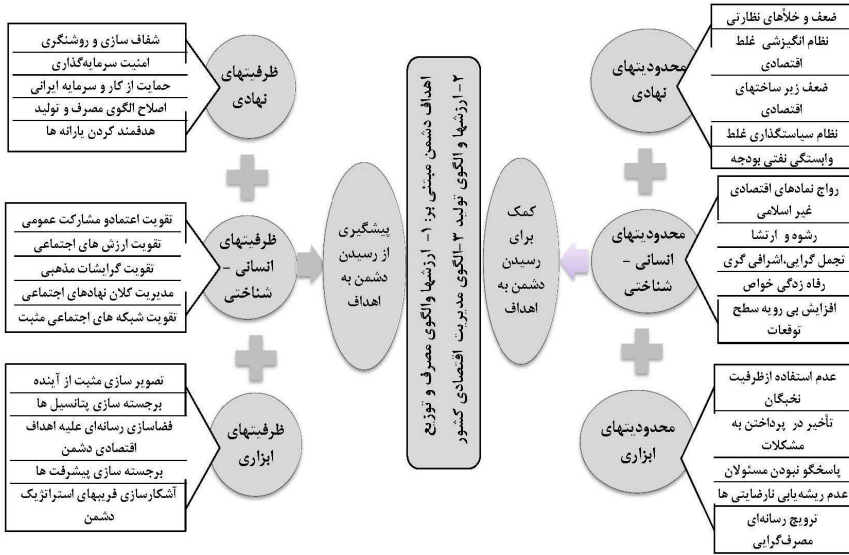 ضعف و خلأهای نظارتی
نظام انگیزشی غلط
اقتصادی
ضعف زیر ساختهای
اقتصادی
نظام سیاستگذاری غلط
وابستگی نفتی بودجه
محدودیتهای
نهادی
رواج نمادهای اقتصادی
غیر اسلامی
رشوه و ارتشا
تجمل گرایی،اشرافی گری
رفاه زدگی خواص
افزایش بی رویه سطح
توقعات
محدودیتهای
انسانی -
شناختی
عدم استفاده ازظرفیت
نخبگان
تأخیر در پرداختن به
مشکلات
پاسخگو نبودن مسئولان
عدم ریشه‌یابی نارضایتی ها
ترویج رسانه‌ای
مصرف‌گرایی
محدودیتهای
ابزاری
کمک
برای
رسیدن
دشمن به
اهداف
اهداف دشمن مبتنی بر: ۱- ارزشها والگوی مصرف و توزیع
۲- ارزشها و الگوی تولید ۳-الگوی مدیریت اقتصادی کشور
پیشگیری
از رسیدن
دشمن به
اهداف
ظرفیتهای
نهادی
شفاف سازی و روشنگری
امنیت سرمایه‌گذاری
حمایت از کار و سرمایه ایرانی
اصلاح الگوی مصرف و تولید
هدفمند کردن یارانه ها
ظرفیتهای
انسانی -
شناختی
تقویت اعتمادو مشارکت عمومی
تقویت ارزش های اجتماعی
تقویت گرایشات مذهبی
مدیریت کلان نهادهای اجتماعی
تقویت شبکه های اجتماعی مثبت
ظرفیتهای
ابزاری
تصویر سازی مثبت از آینده
برجسته سازی پتانسیل ها
فضاسازی رسانه‌ای علیه اهداف
اقتصادی دشمن
برجسته سازی پیشرفت ها
آشکارسازی فریبهای استراتژیک
دشمن